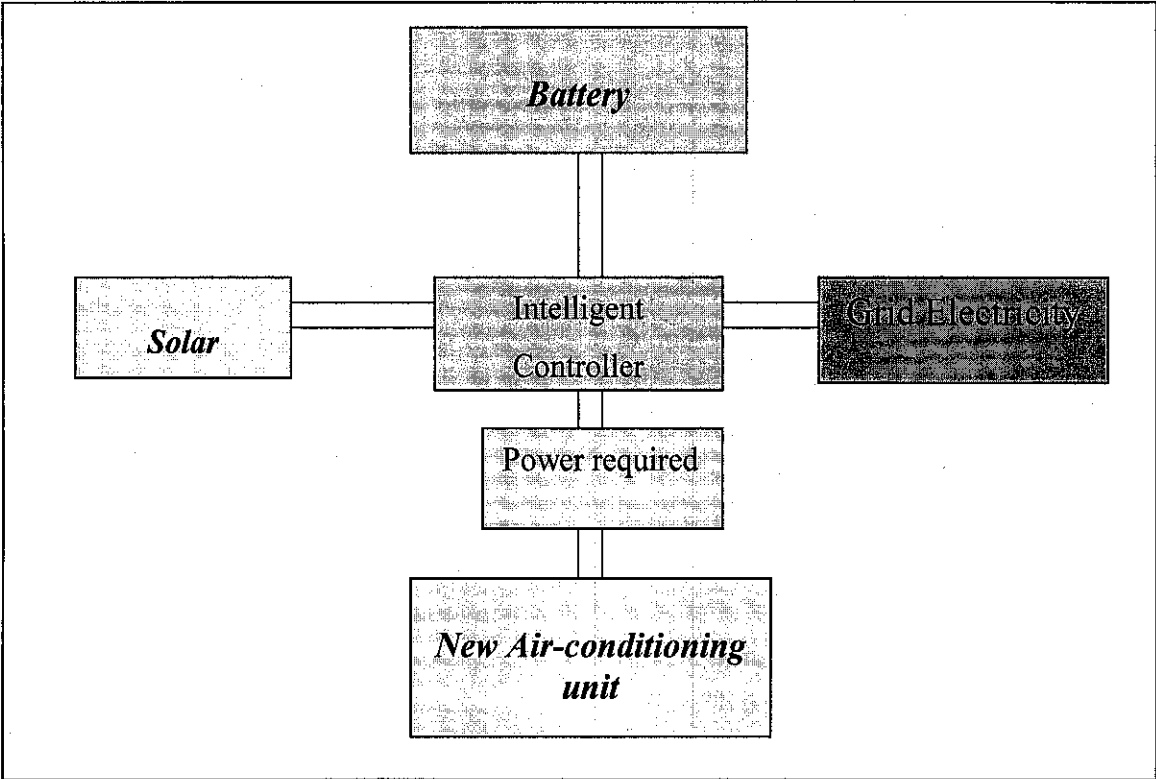 Battery
Solar
Intelligent
Controller
Grid Electricity
Power required
New Air-conditioning
unit